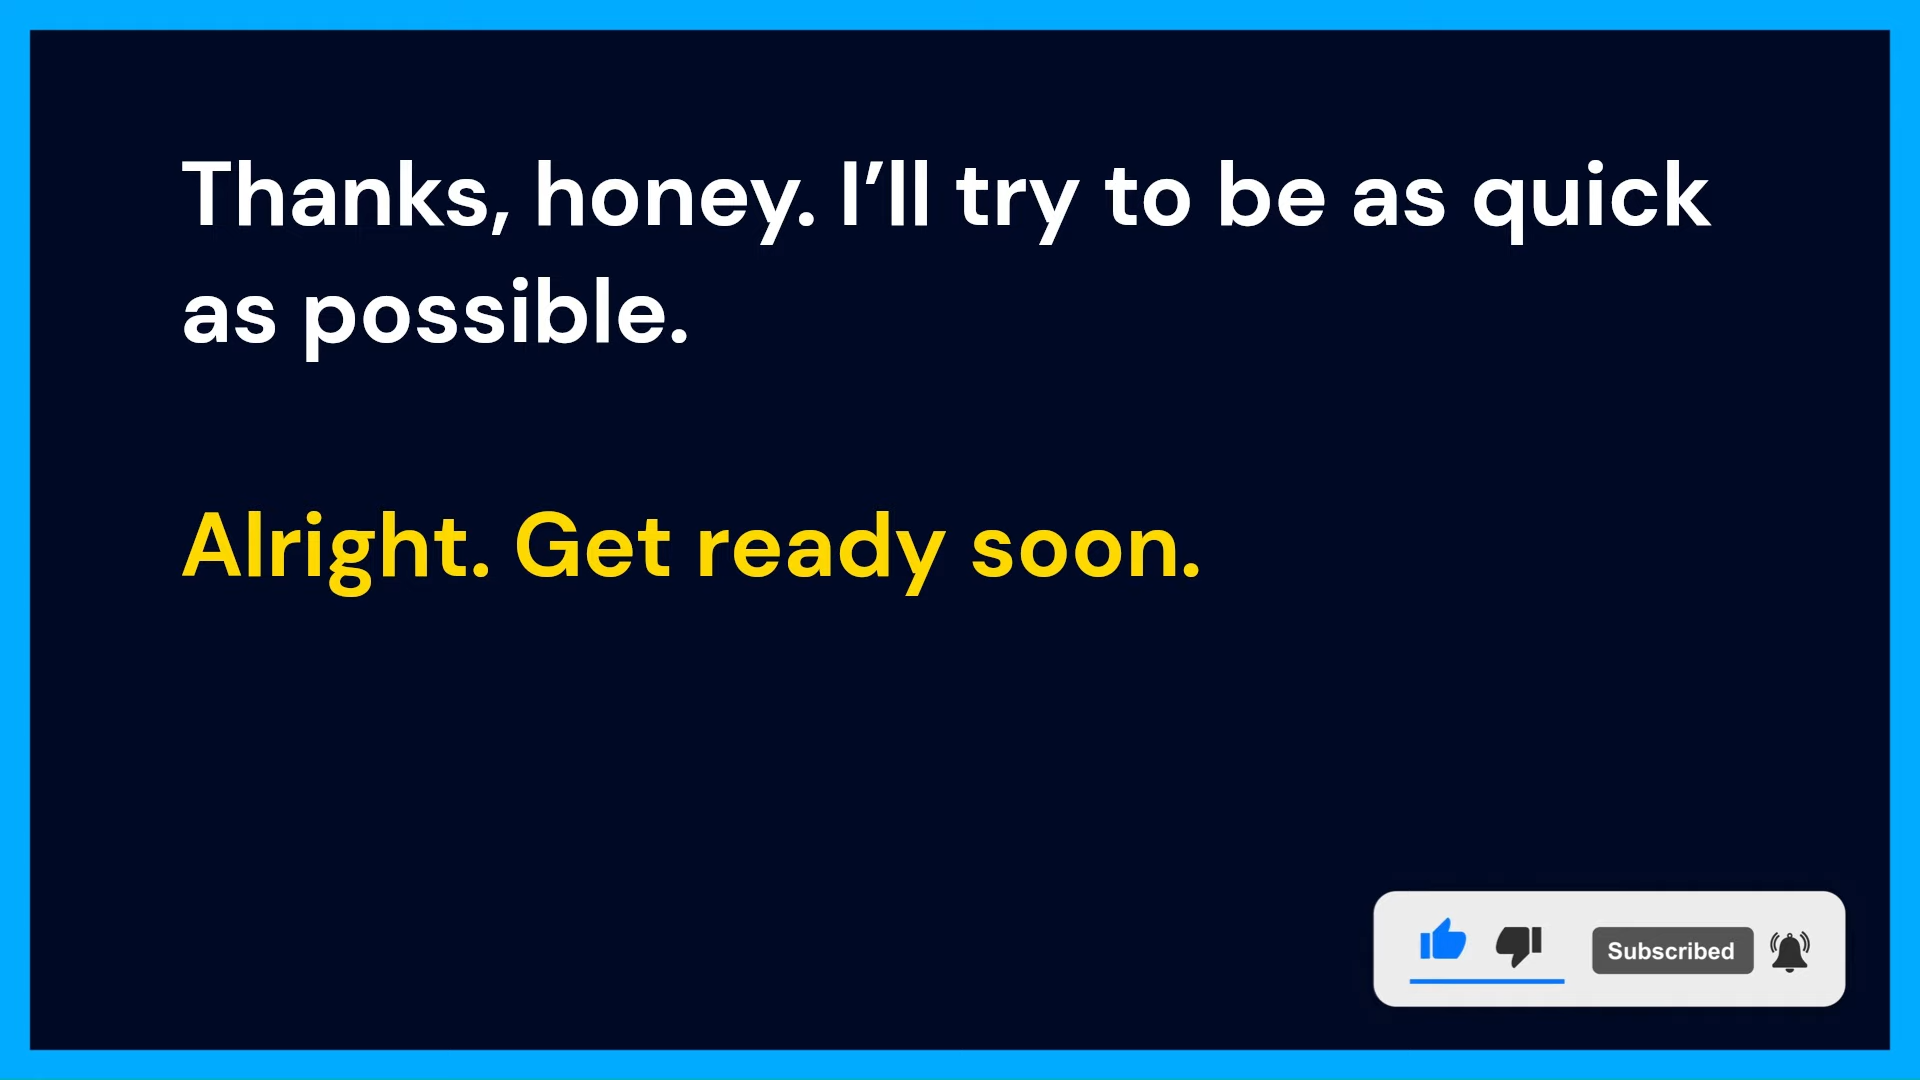 Thanks, honey. I’ll try to be as quick
as possible.
Alright. Get ready soon.
Subscribed